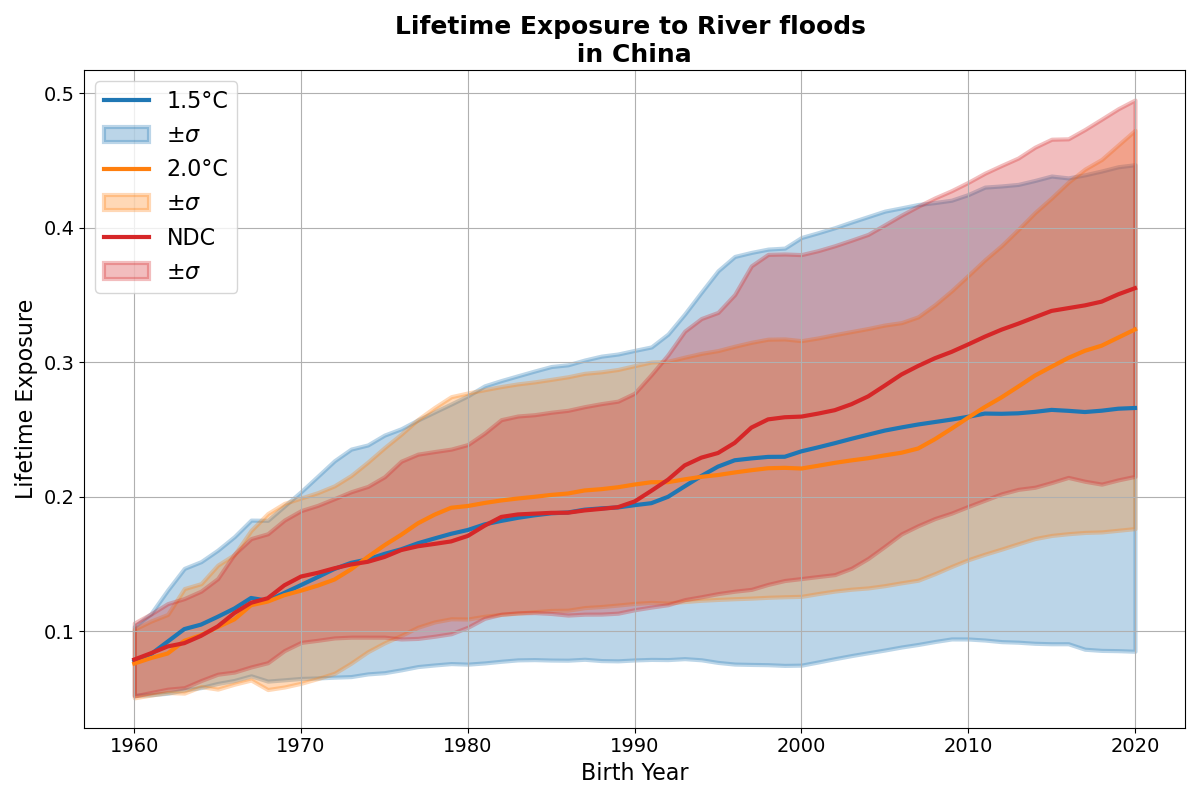 Lifetime Exposure to River floods
in China
1.5°C
±σ
2.0°C
±σ
NDC
±σ
0.5
0.4
0.3
0.2
0.1
Lifetime Exposure
1960 1970 1980 1990 2000 2010 2020
Birth Year